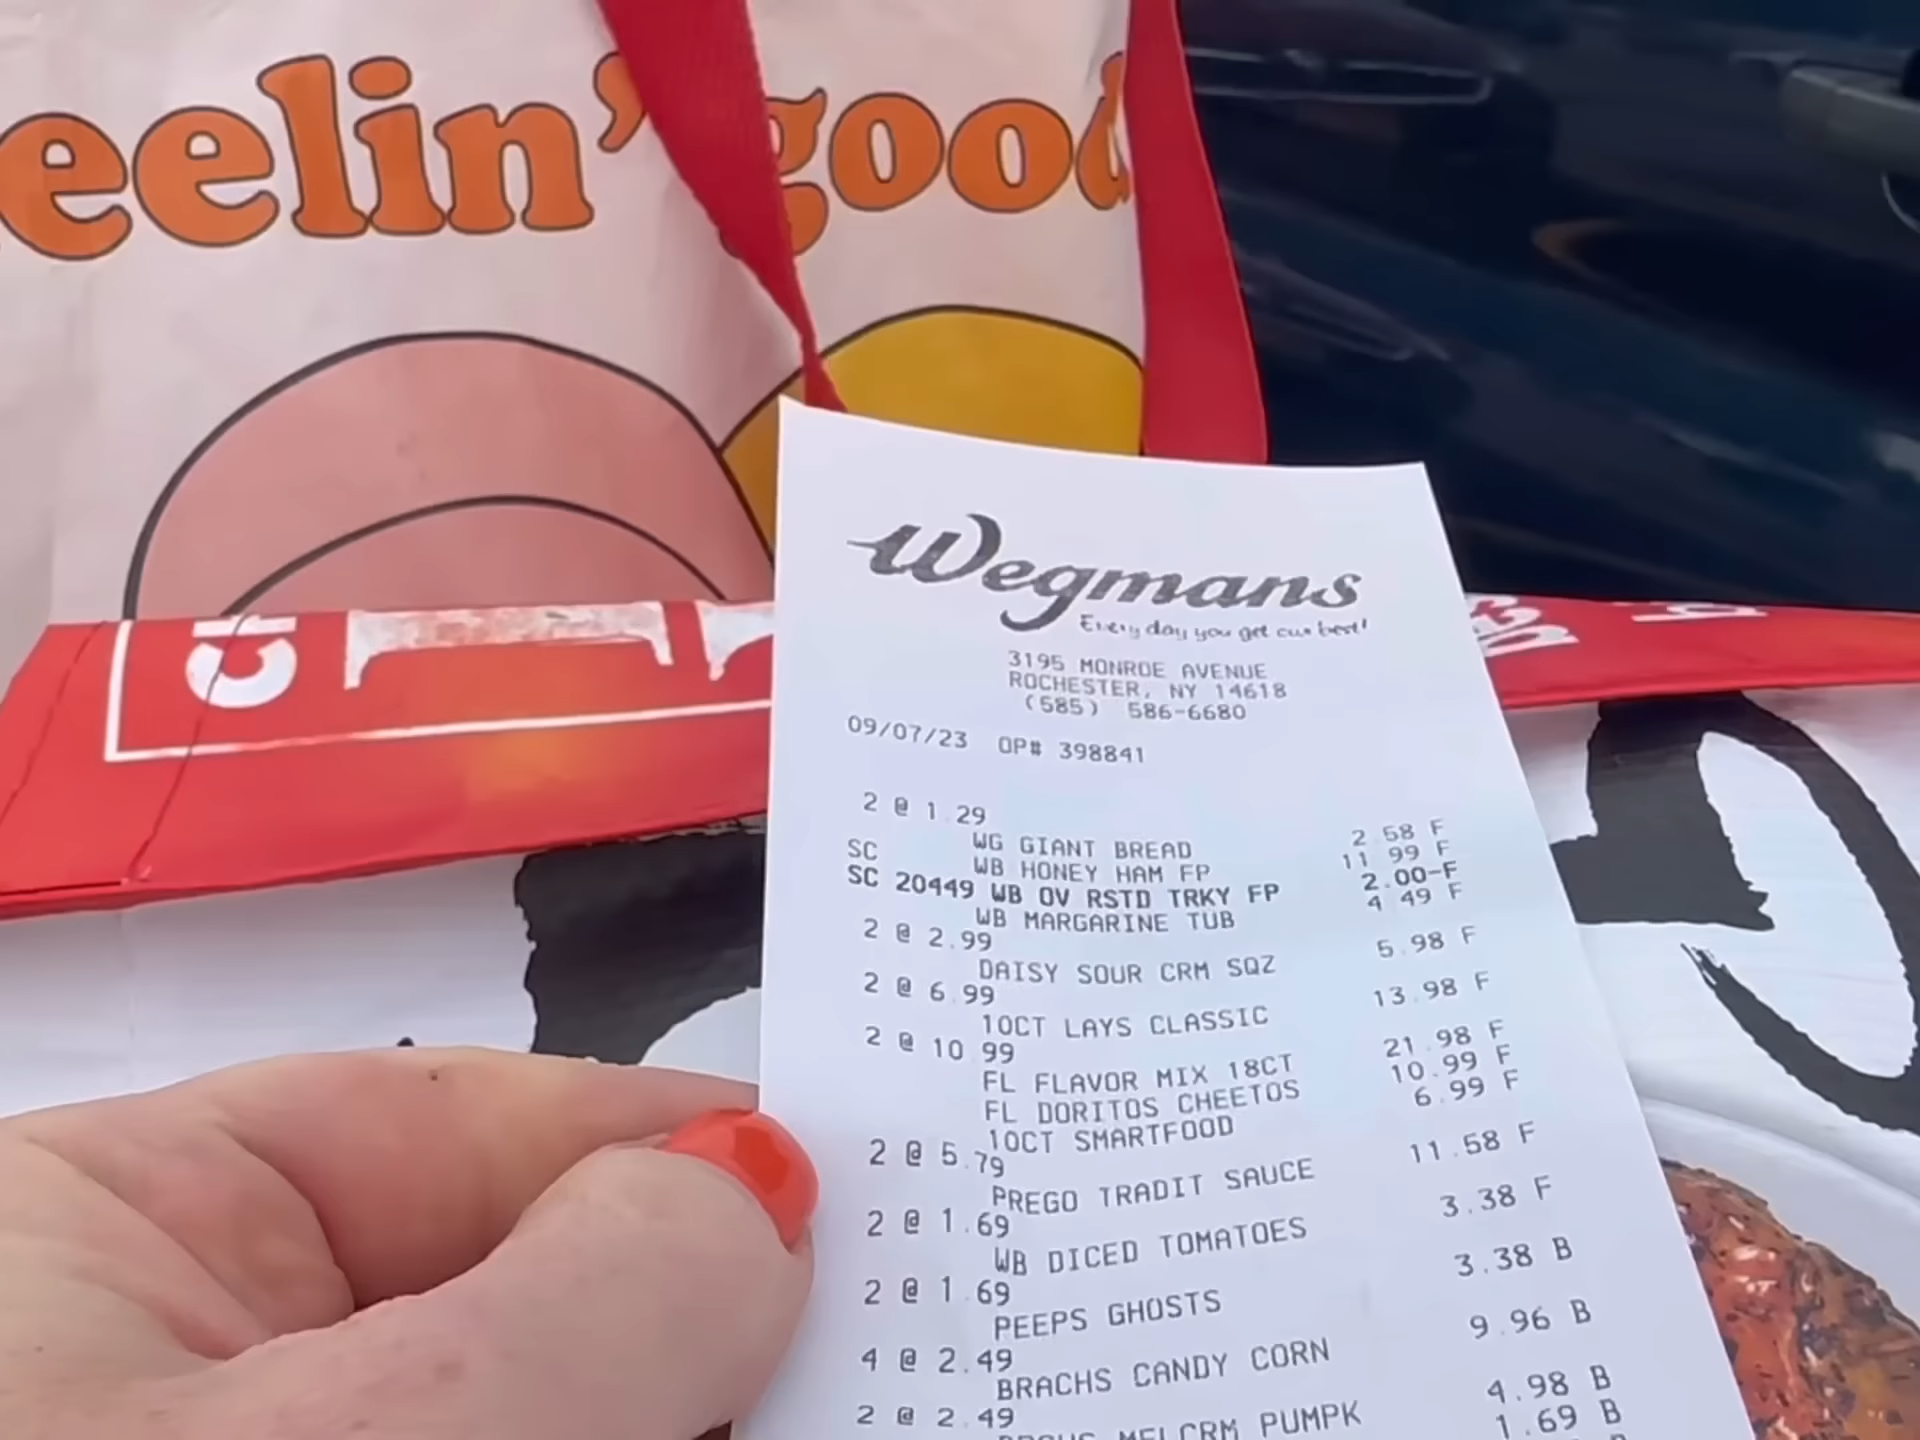 eelin' good
Wegmans
Every day you get our best!
3195 MONROE AVENUE
ROCHESTER, NY 14618
(585) 586-6680
09/07/23 OP# 398841
2 @ 1.29
WG GIANT BREAD 2.58 F
SC WB HONEY HAM FP 11.99 F
SC 20449 WB OV RSTD TRKY FP 2.00-F
WB MARGARINE TUB 4.49 F
2 @ 2.99
DAISY SOUR CRM SQZ 5.98 F
2 @ 6.99
10CT LAYS CLASSIC 13.98 F
2 @ 10.99
FL FLAVOR MIX 18CT 21.98 F
FL DORITOS CHEETOS 10.99 F
10CT SMARTFOOD 6.99 F
2 @ 5.79
PREGO TRADIT SAUCE 11.58 F
2 @ 1.69
WB DICED TOMATOES 3.38 F
2 @ 1.69
PEEPS GHOSTS 3.38 B
4 @ 2.49
BRACHS CANDY CORN 9.96 B
2 @ 2.49
MELCRM PUMPK 4.98 B
1.69 B